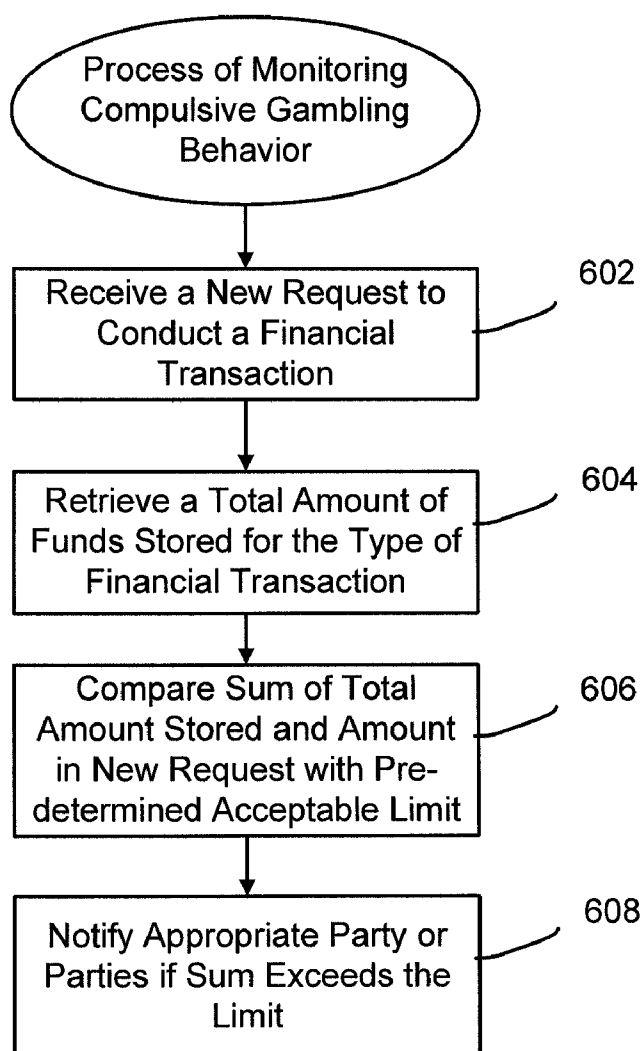 Process of Monitoring
Compulsive Gambling
Behavior
602
Receive a New Request to
Conduct a Financial
Transaction
604
Retrieve a Total Amount of
Funds Stored for the Type of
Financial Transaction
606
Compare Sum of Total
Amount Stored and Amount
in New Request with Pre-
determined Acceptable Limit
608
Notify Appropriate Party or
Parties if Sum Exceeds the
Limit